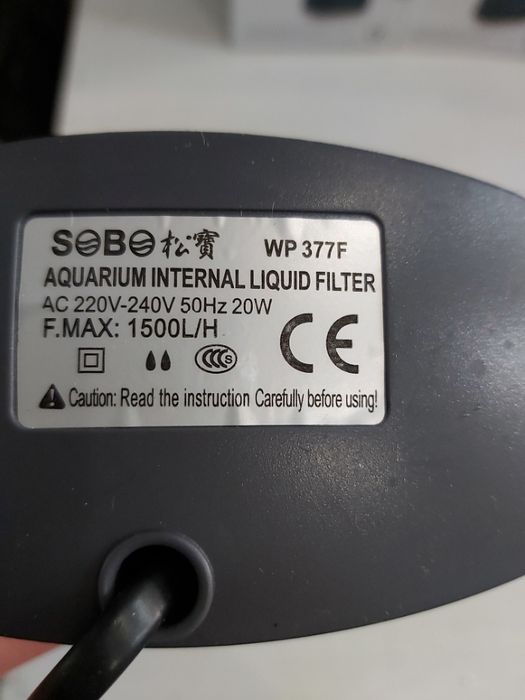 SOBO 松寶 WP 377F
AQUARIUM INTERNAL LIQUID FILTER
AC 220V-240V 50Hz 20W
F.MAX: 1500L/H
CCC S CE
Caution: Read the instruction Carefully before using!